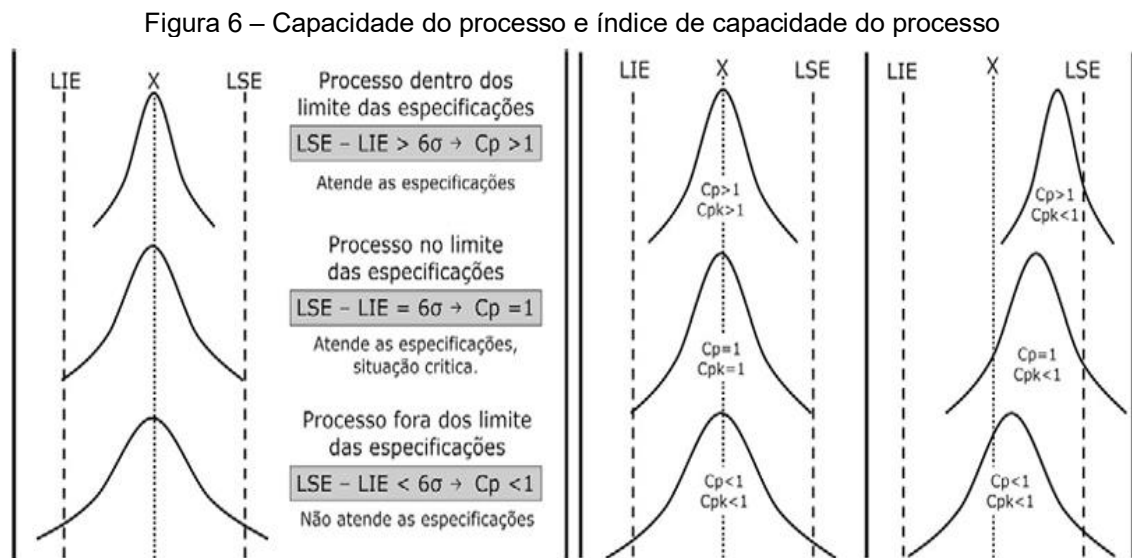 Figura 6 – Capacidade do processo e índice de capacidade do processo
LIE X LSE
Processo dentro dos
limite das especificações
LSE – LIE > 6σ → Cp >1
Atende as especificações
Processo no limite
das especificações
LSE – LIE = 6σ → Cp =1
Atende as especificações,
situação critica.
Processo fora dos limite
das especificações
LSE – LIE < 6σ → Cp <1
Não atende as especificações
LIE X LSE
Cp>1
Cpk>1
Cp=1
Cpk=1
Cp<1
Cpk<1
LIE X LSE
Cp>1
Cpk<1
Cp=1
Cpk<1
Cp<1
Cpk<1